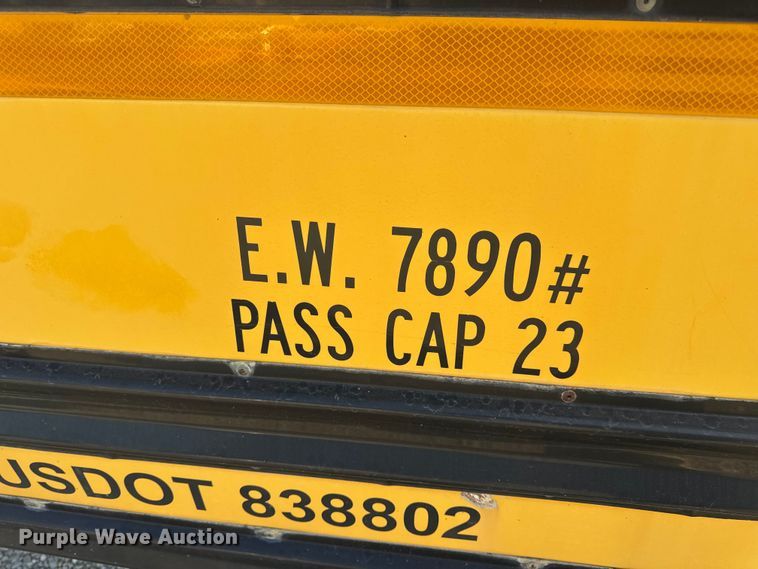 E.W. 7890#
PASS CAP 23
USDOT 838802
Purple Wave Auction